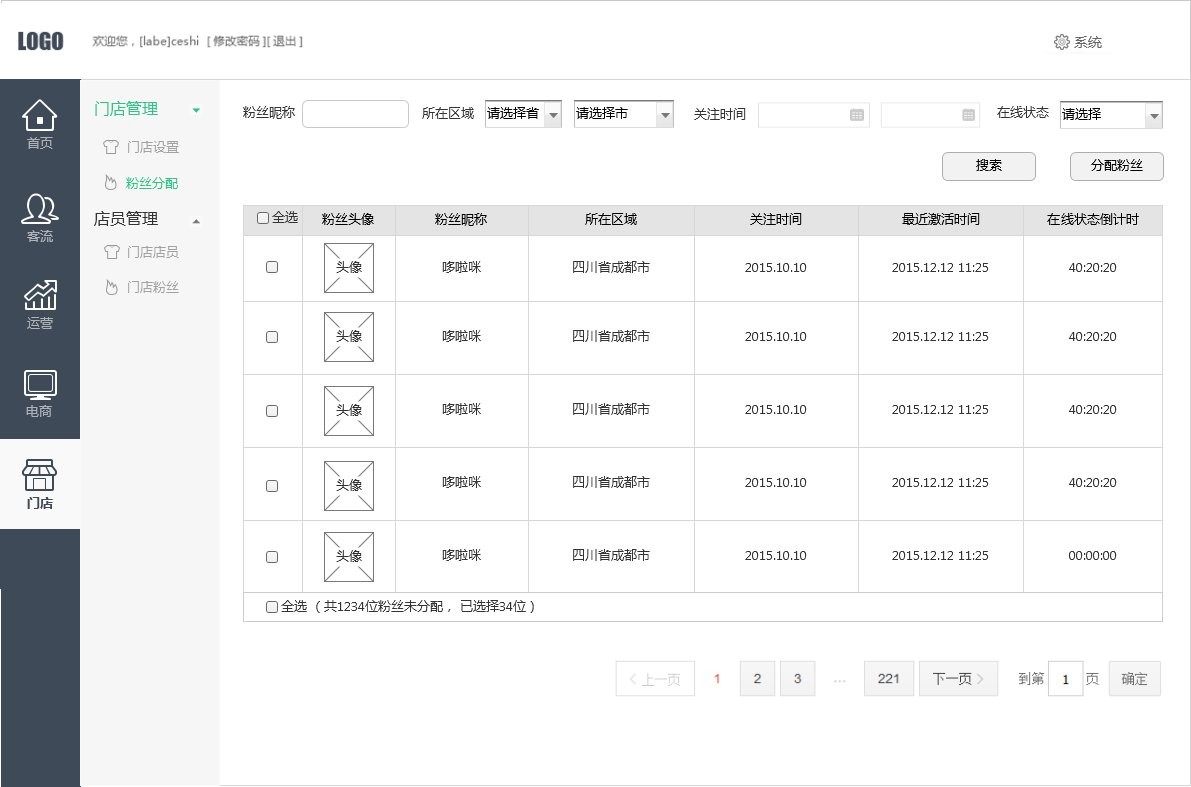 LOGO 欢迎您，[labe]ceshi [ 修改密码 ][ 退出 ] 系统
首页
客流
运营
电商
门店
门店管理
门店设置
粉丝分配
店员管理
门店店员
门店粉丝
粉丝昵称 所在区域 请选择省 请选择市 关注时间 在线状态 请选择
搜索 分配粉丝
全选 粉丝头像 粉丝昵称 所在区域 关注时间 最近激活时间 在线状态倒计时
头像 哆啦咪 四川省成都市 2015.10.10 2015.12.12 11:25 40:20:20
头像 哆啦咪 四川省成都市 2015.10.10 2015.12.12 11:25 40:20:20
头像 哆啦咪 四川省成都市 2015.10.10 2015.12.12 11:25 40:20:20
头像 哆啦咪 四川省成都市 2015.10.10 2015.12.12 11:25 40:20:20
头像 哆啦咪 四川省成都市 2015.10.10 2015.12.12 11:25 00:00:00
全选 （ 共1234位粉丝未分配 ， 已选择34位 ）
上一页 1 2 3 ... 221 下一页 到第 1 页 确定